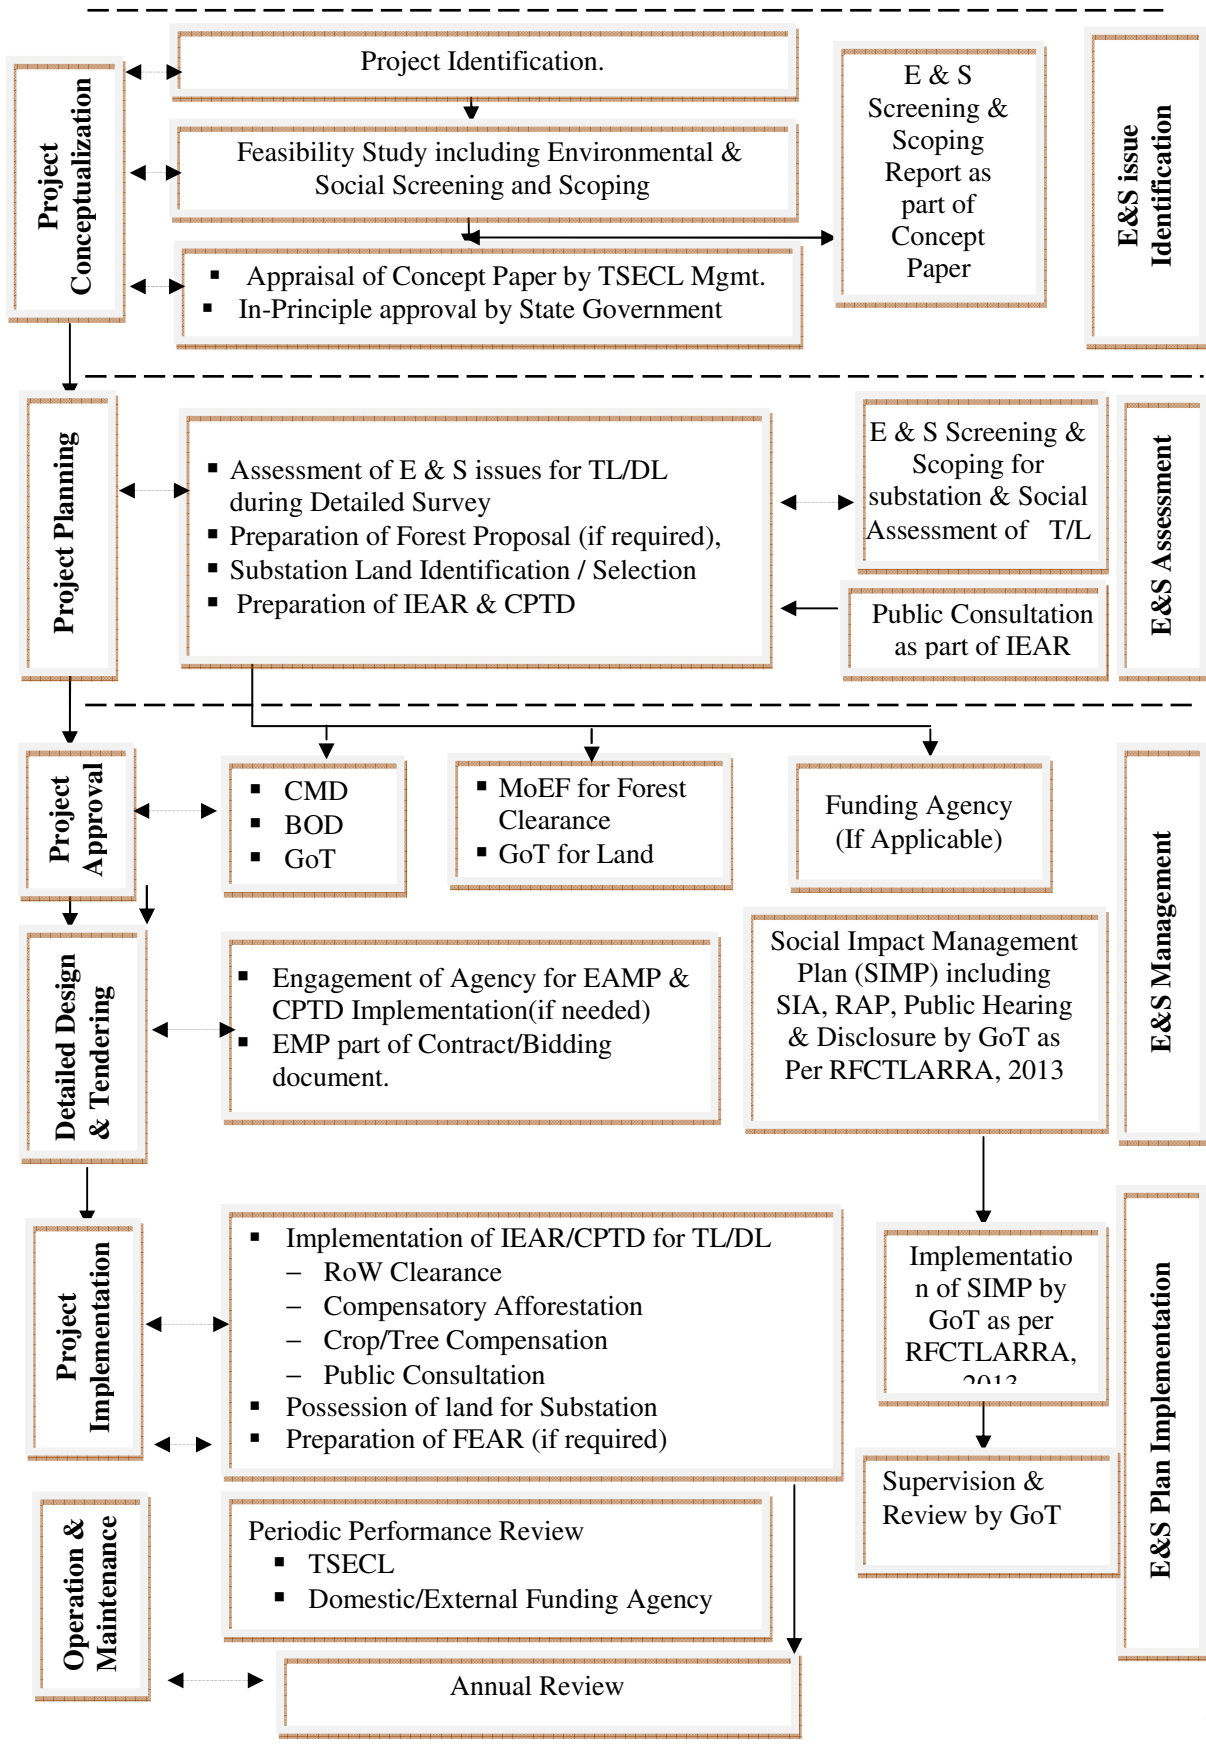 Project
Conceptualization
Project Identification.
Feasibility Study including Environmental &
Social Screening and Scoping
▪ Appraisal of Concept Paper by TSECL Mgmt.
▪ In-Principle approval by State Government
E & S
Screening &
Scoping
Report as
part of
Concept
Paper
E&S issue
Identification
Project Planning
▪ Assessment of E & S issues for TL/DL
during Detailed Survey
▪ Preparation of Forest Proposal (if required),
▪ Substation Land Identification / Selection
▪ Preparation of IEAR & CPTD
E & S Screening &
Scoping for
substation & Social
Assessment of T/L
Public Consultation
as part of IEAR
E&S Assessment
Project
Approval
▪ CMD
▪ BOD
▪ GoT
▪ MoEF for Forest
Clearance
▪ GoT for Land
Funding Agency
(If Applicable)
E&S Management
Detailed Design
& Tendering
▪ Engagement of Agency for EAMP &
CPTD Implementation(if needed)
▪ EMP part of Contract/Bidding
document.
Social Impact Management
Plan (SIMP) including
SIA, RAP, Public Hearing
& Disclosure by GoT as
Per RFCTLARRA, 2013
Project
Implementation
▪ Implementation of IEAR/CPTD for TL/DL
– RoW Clearance
– Compensatory Afforestation
– Crop/Tree Compensation
– Public Consultation
▪ Possession of land for Substation
▪ Preparation of FEAR (if required)
Implementatio
n of SIMP by
GoT as per
RFCTLARRA,
2013
Supervision &
Review by GoT
E&S Plan Implementation
Operation &
Maintenance
Periodic Performance Review
▪ TSECL
▪ Domestic/External Funding Agency
Annual Review